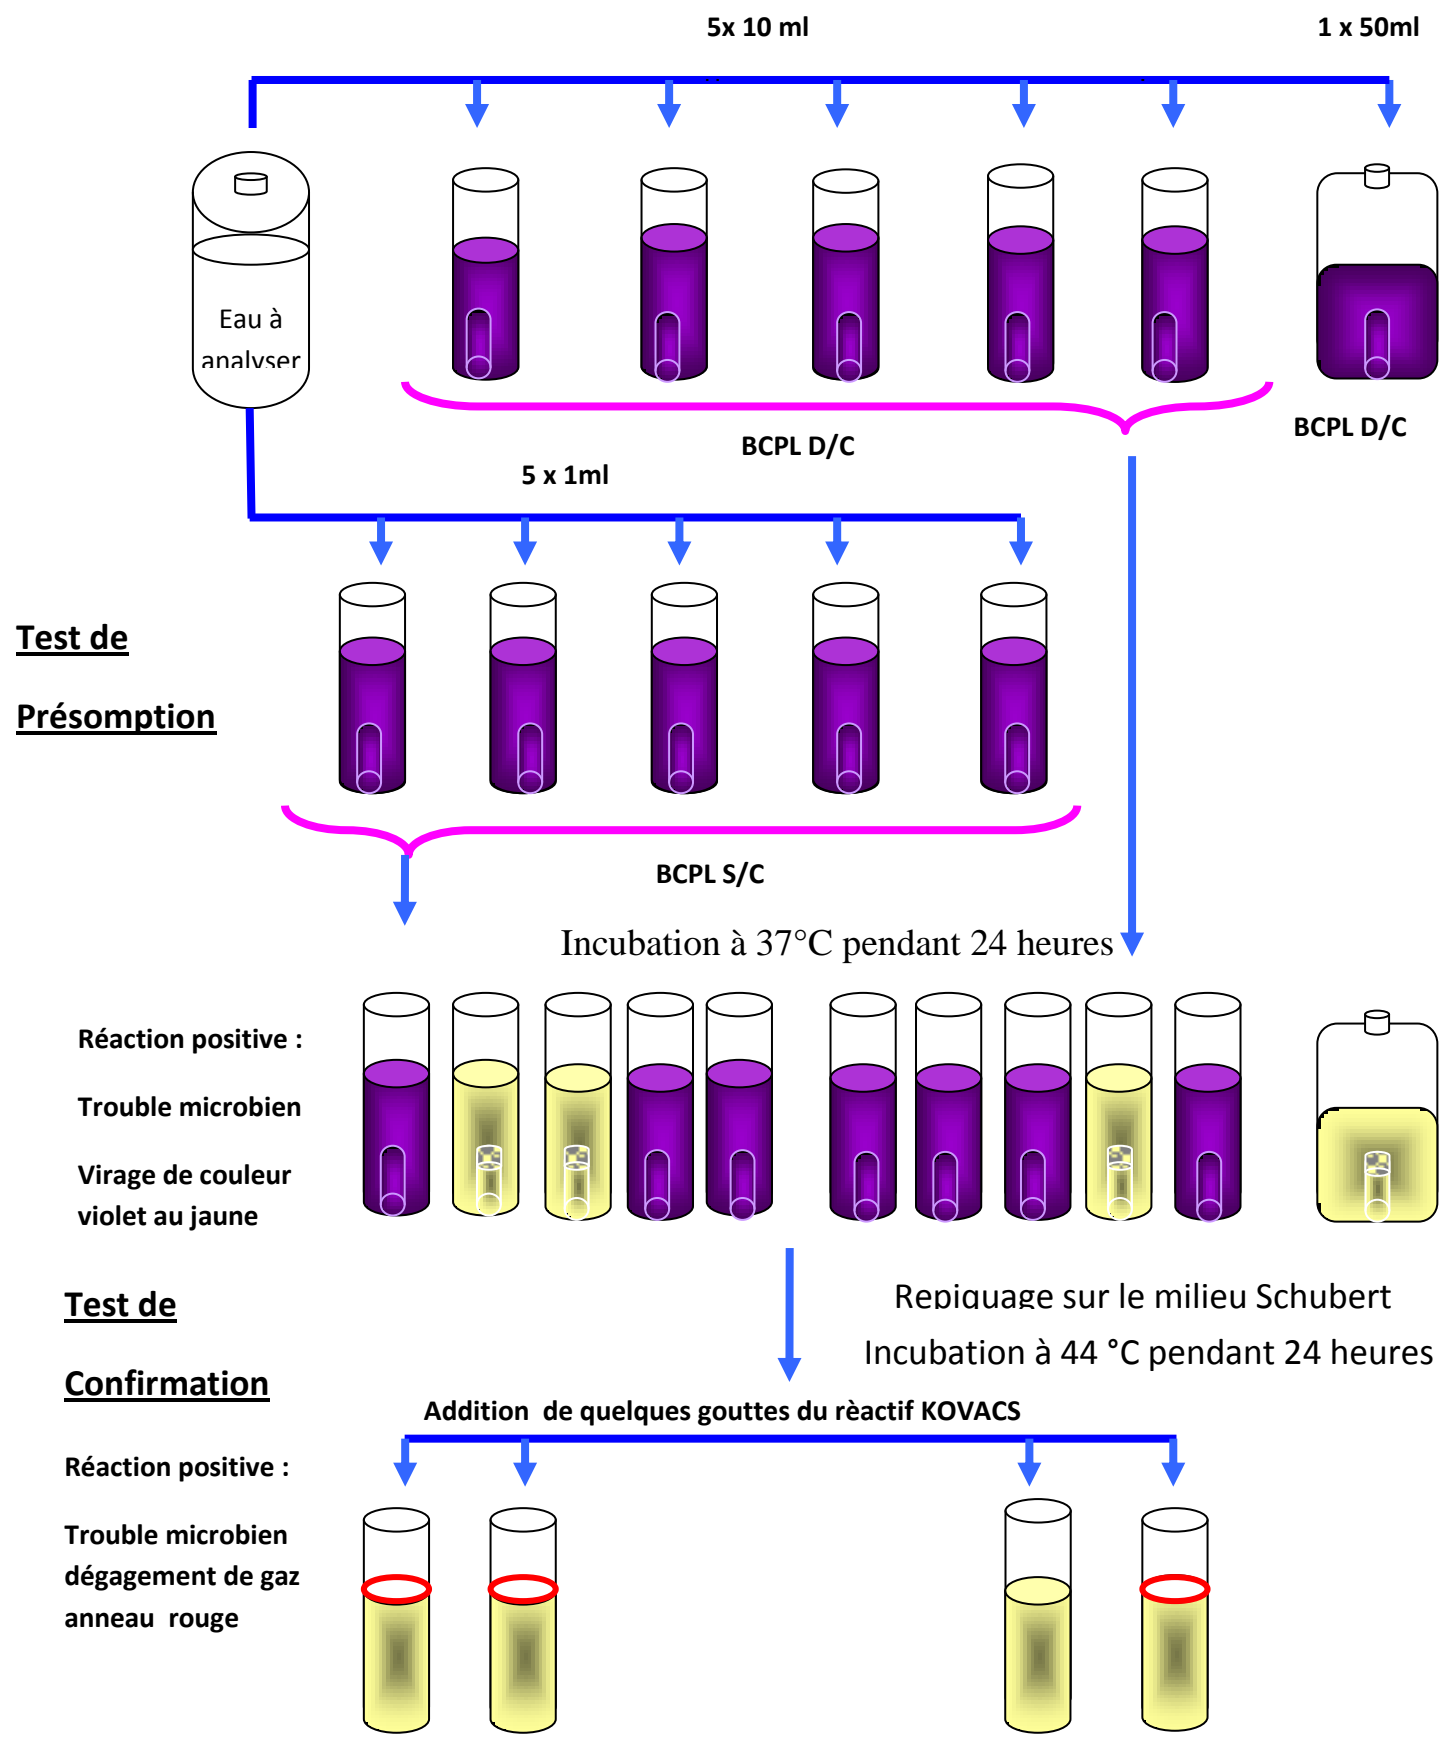 5x 10 ml
1 x 50ml
Eau à
analyser
BCPL D/C
BCPL D/C
5 x 1ml
Test de
Présomption
BCPL S/C
Incubation à 37°C pendant 24 heures
Réaction positive :
Trouble microbien
Virage de couleur
violet au jaune
Repiquage sur le milieu Schubert
Incubation à 44 °C pendant 24 heures
Test de
Confirmation
Addition de quelques gouttes du rèactif KOVACS
Réaction positive :
Trouble microbien
dégagement de gaz
anneau rouge